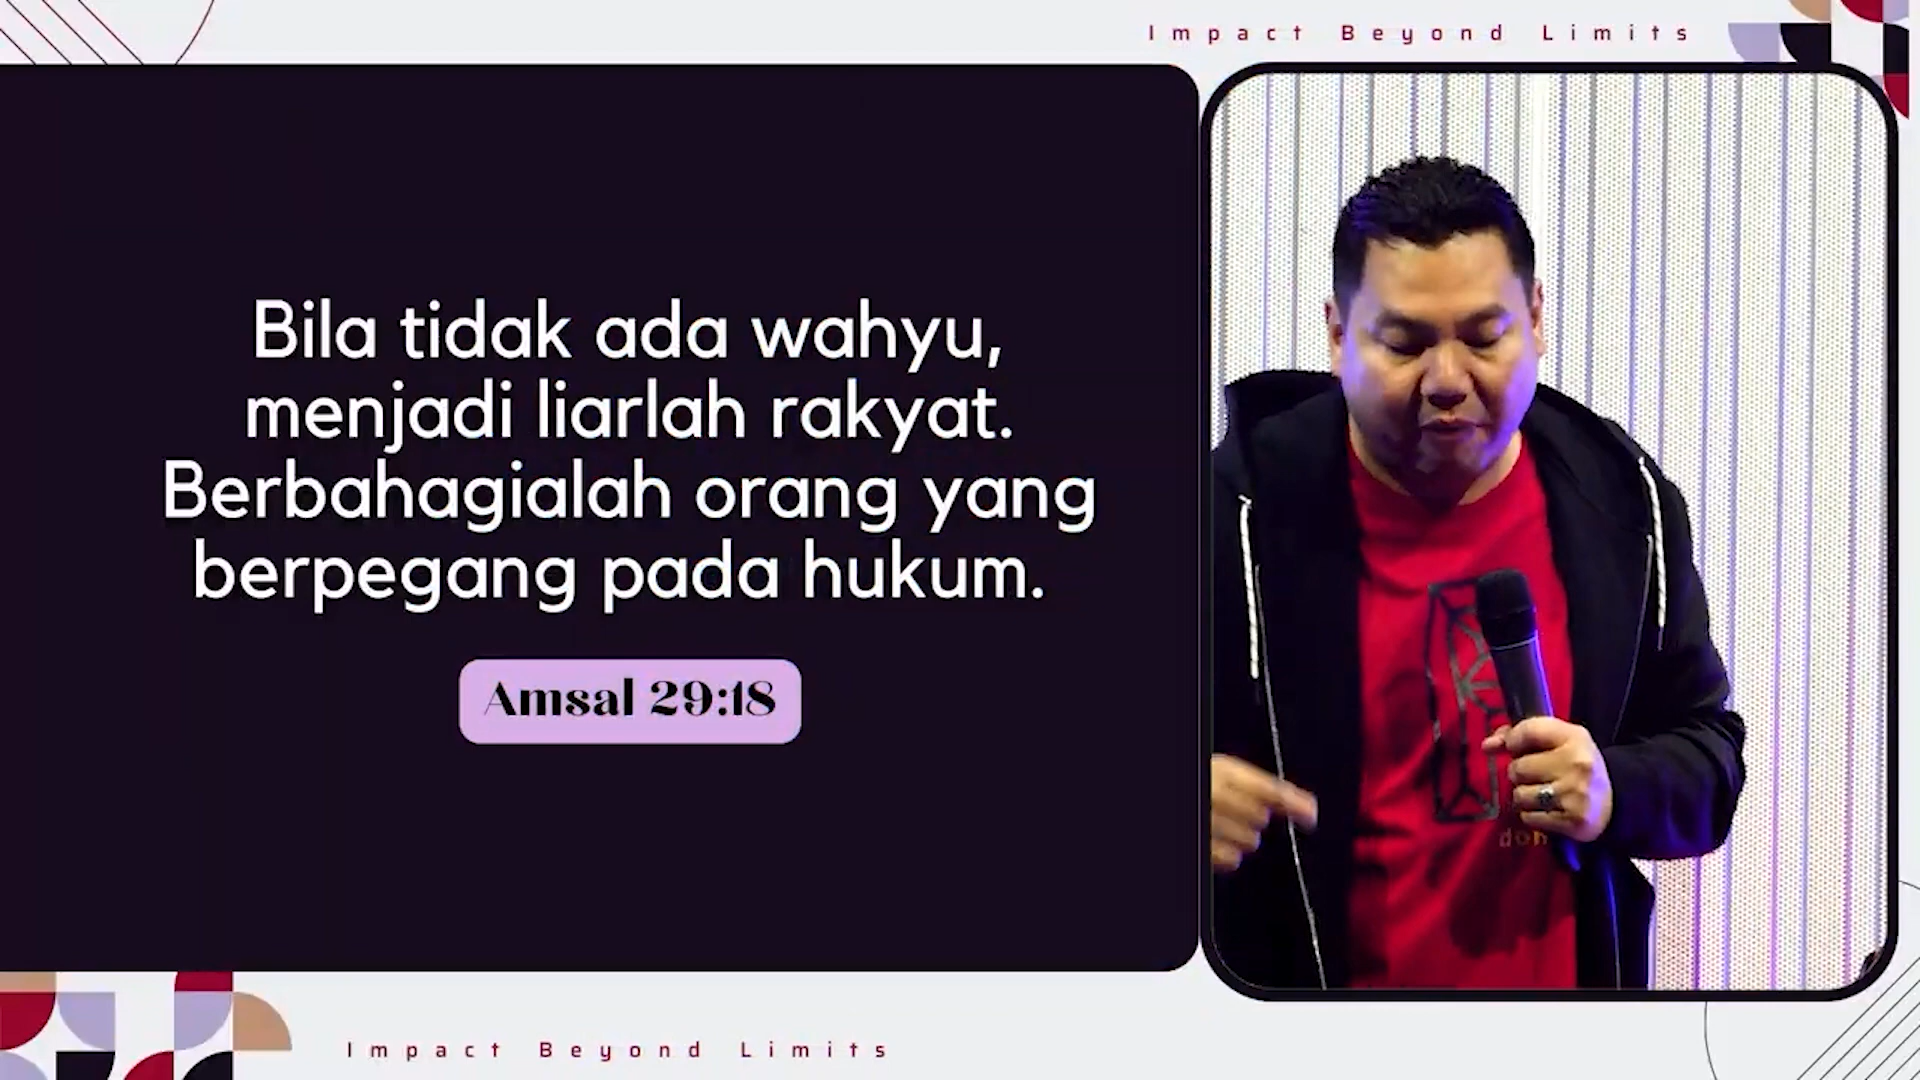 Impact Beyond Limits
Bila tidak ada wahyu,
menjadi liarlah rakyat.
Berbahagialah orang yang
berpegang pada hukum.
Amsal 29:18
don
Impact Beyond Limits